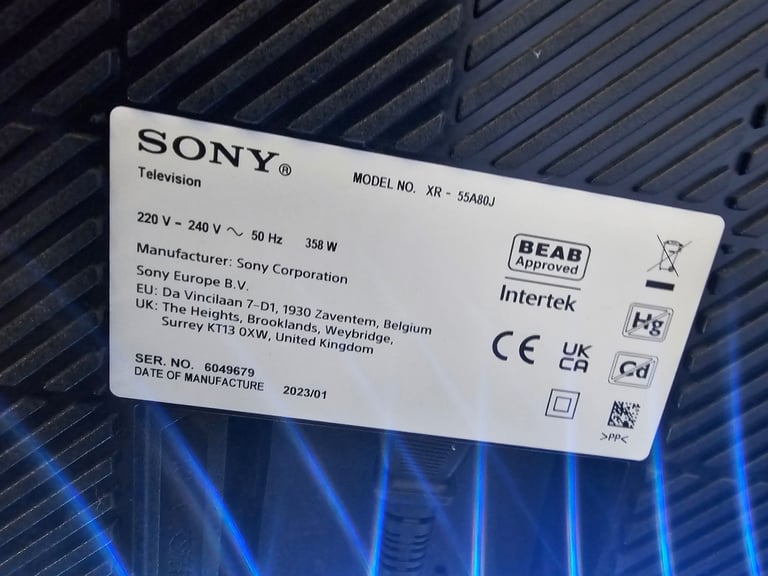 SONY®
Television
MODEL NO. XR - 55A80J
220 V - 240 V ~ 50 Hz 358 W
Manufacturer: Sony Corporation
Sony Europe B.V.
EU: Da Vincilaan 7-D1, 1930 Zaventem, Belgium
UK: The Heights, Brooklands, Weybridge,
Surrey KT13 0XW, United Kingdom
SER. NO. 6049679
DATE OF MANUFACTURE 2023/01
BEAB
Approved
Intertek
CE
UK
CA
Hg
Cd
>PP<